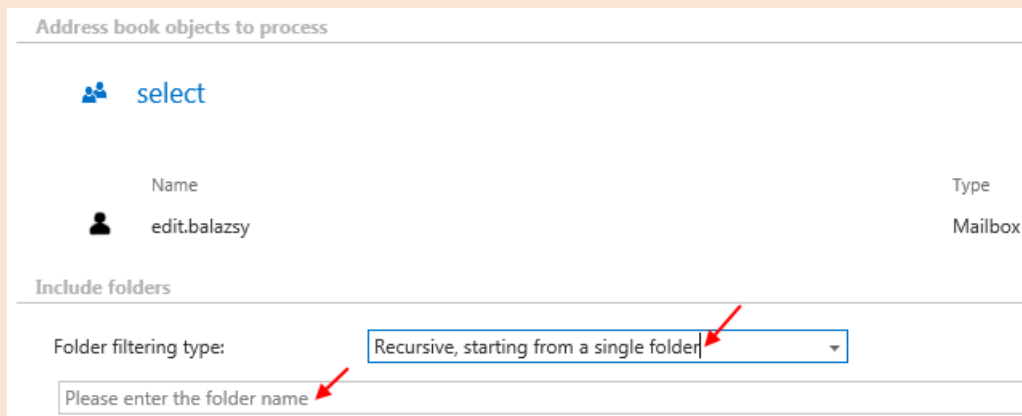 Address book objects to process
select
Name Type
edit.balazsy Mailbox
Include folders
Folder filtering type: Recursive, starting from a single folder
Please enter the folder name